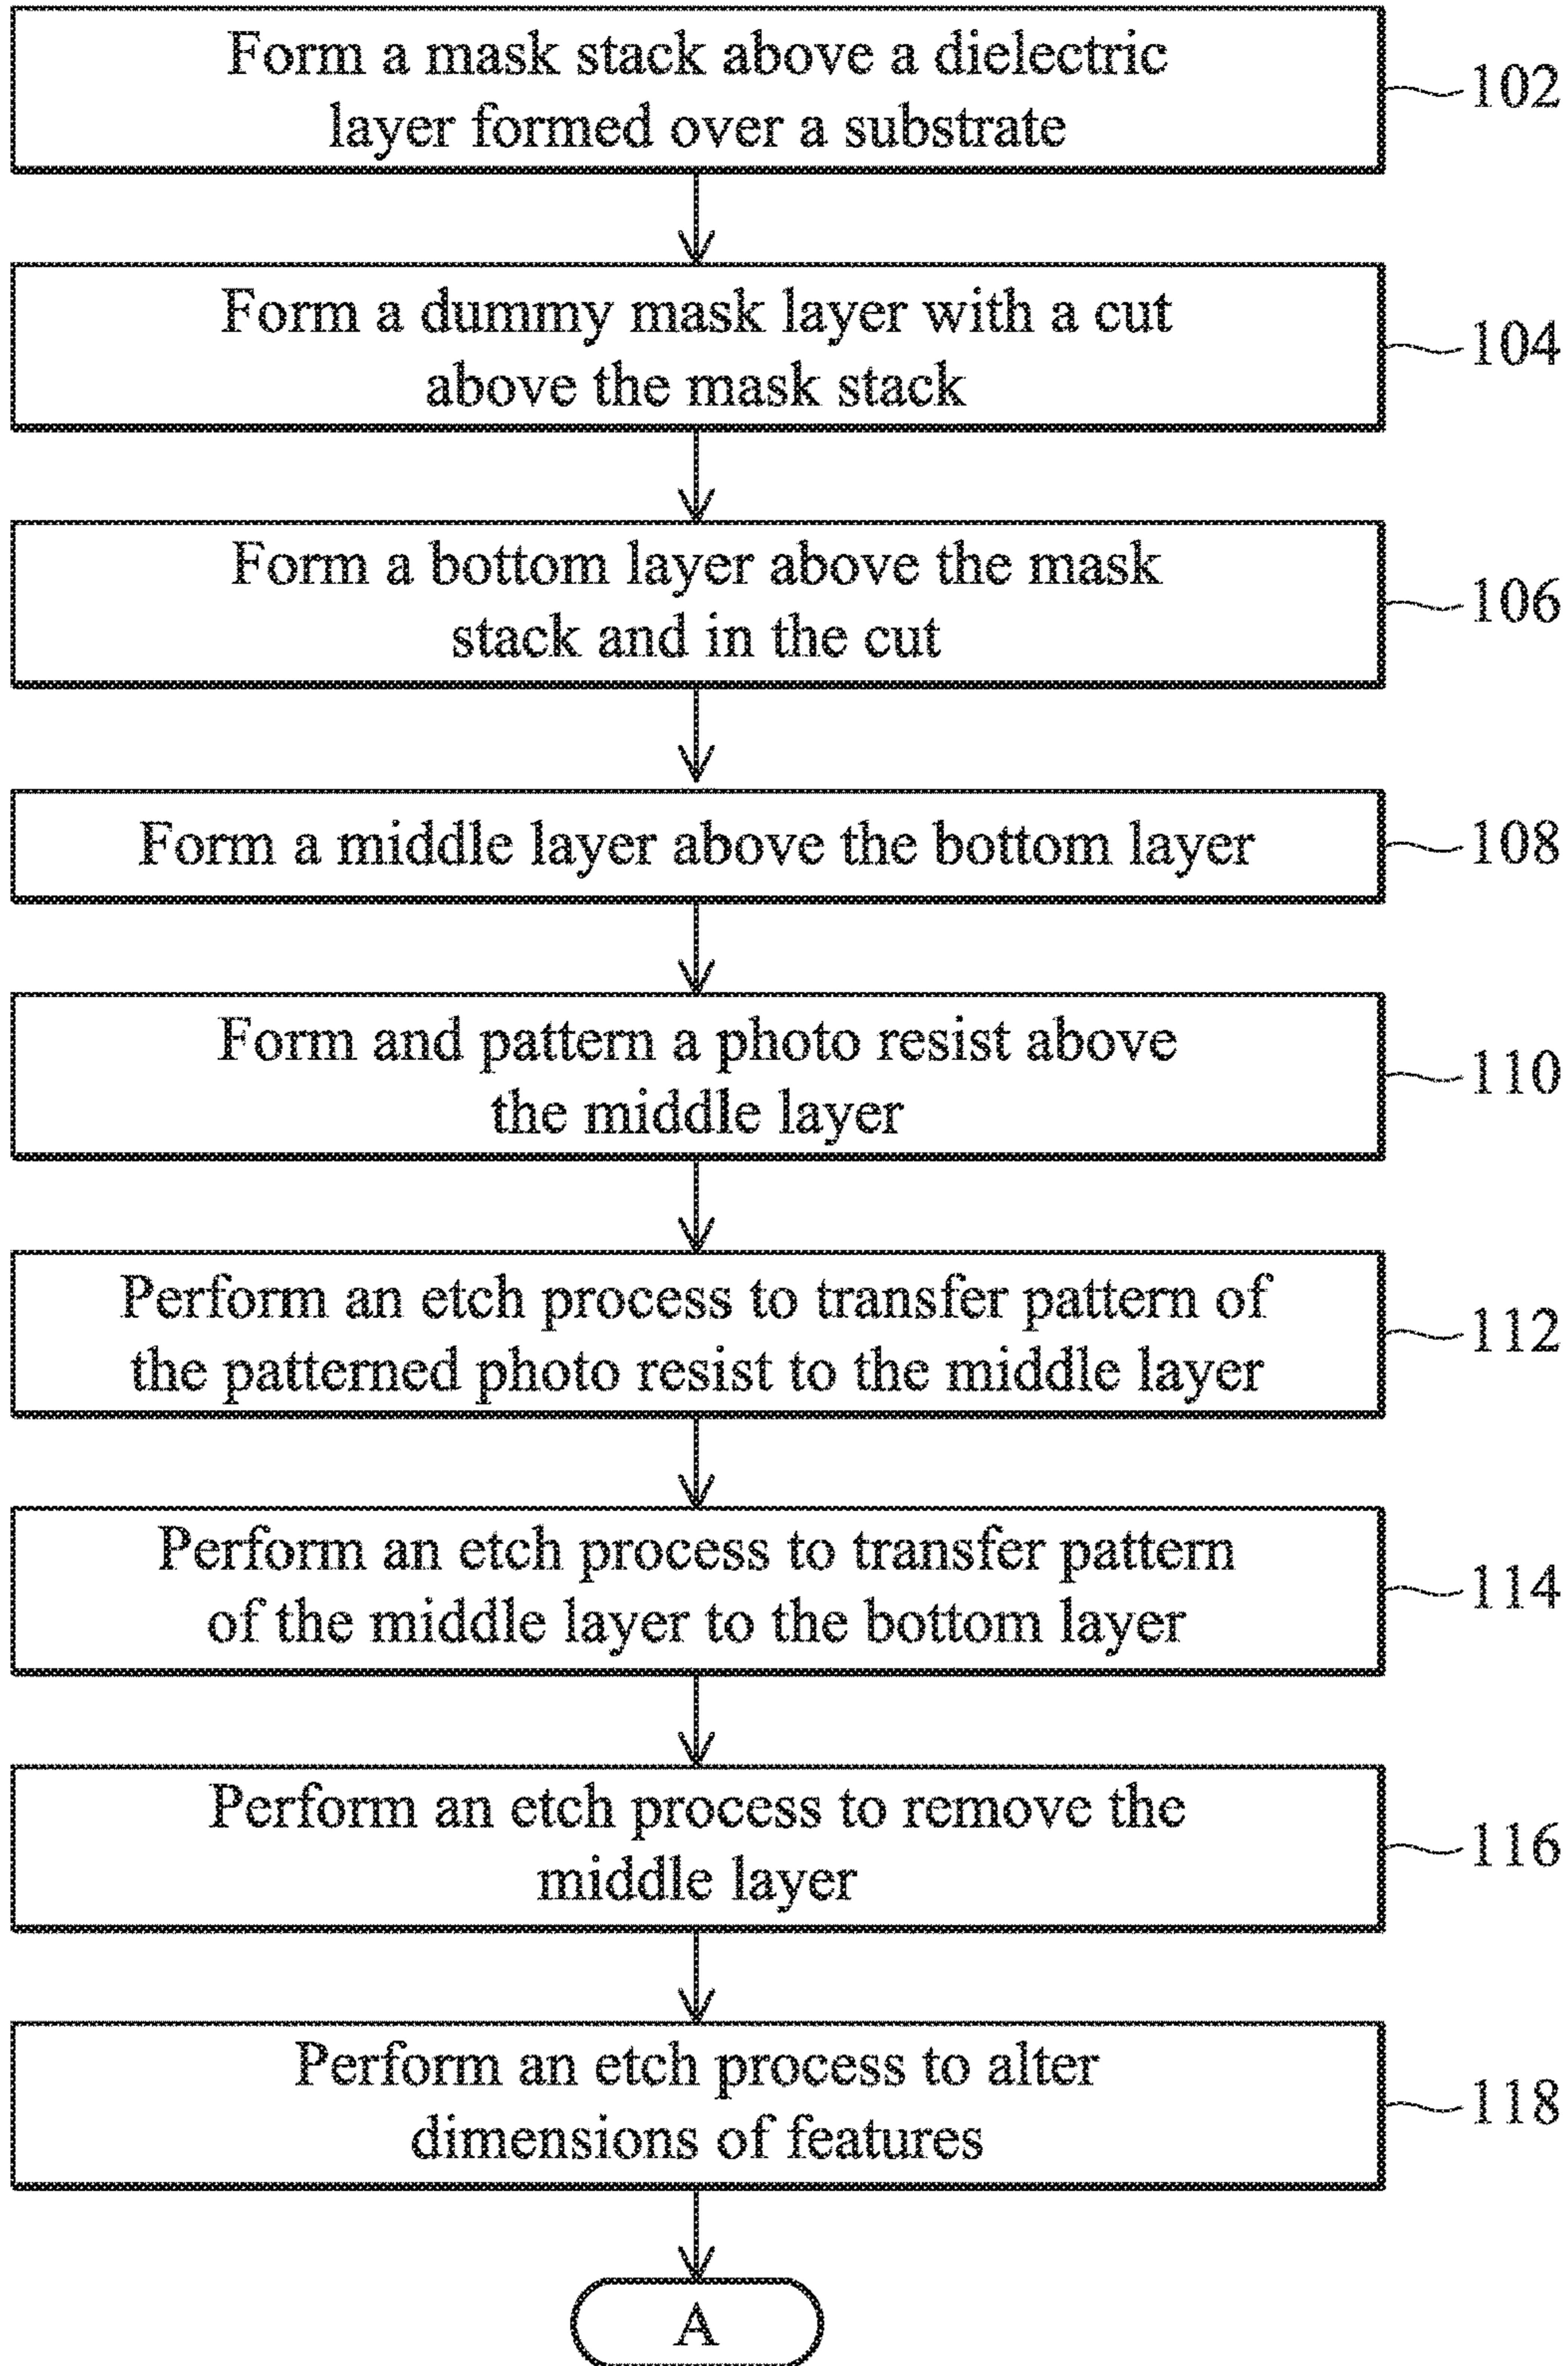 Form a mask stack above a dielectric
layer formed over a substrate
102
Form a dummy mask layer with a cut
above the mask stack
104
Form a bottom layer above the mask
stack and in the cut
106
Form a middle layer above the bottom layer
108
Form and pattern a photo resist above
the middle layer
110
Perform an etch process to transfer pattern of
the patterned photo resist to the middle layer
112
Perform an etch process to transfer pattern
of the middle layer to the bottom layer
114
Perform an etch process to remove the
middle layer
116
Perform an etch process to alter
dimensions of features
118
A